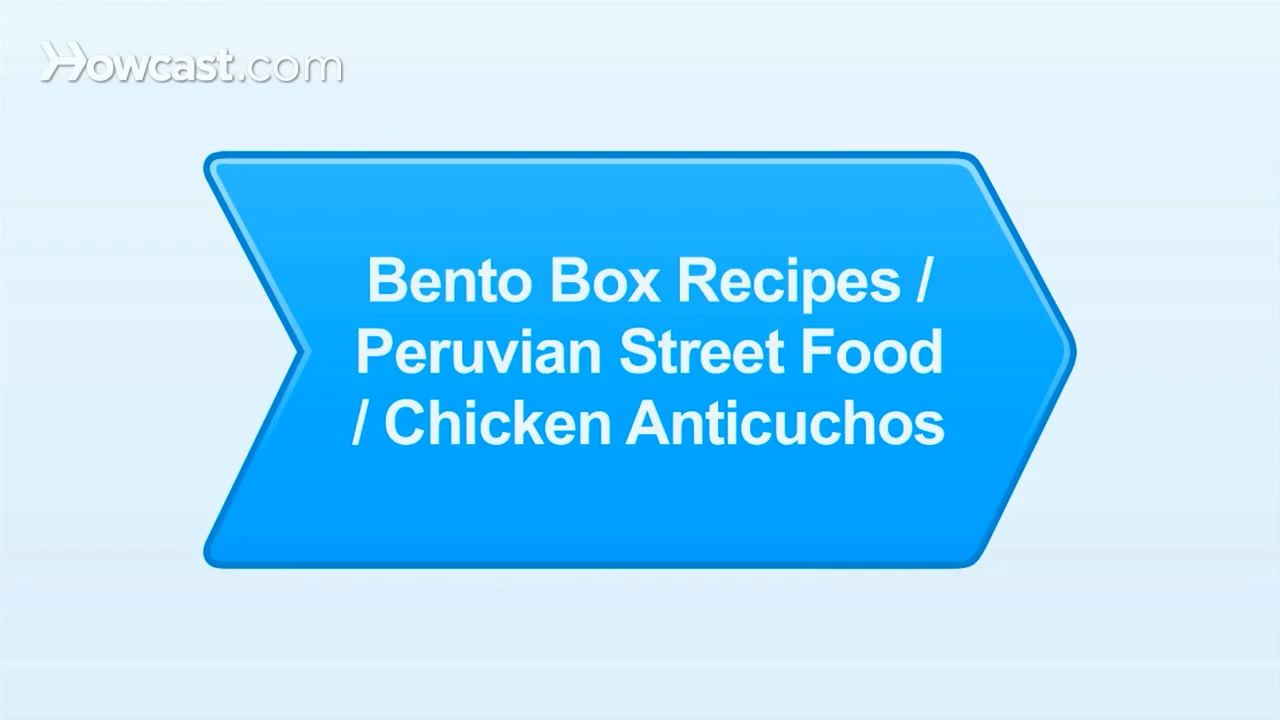 Howcast.com
Bento Box Recipes /
Peruvian Street Food
/ Chicken Anticuchos